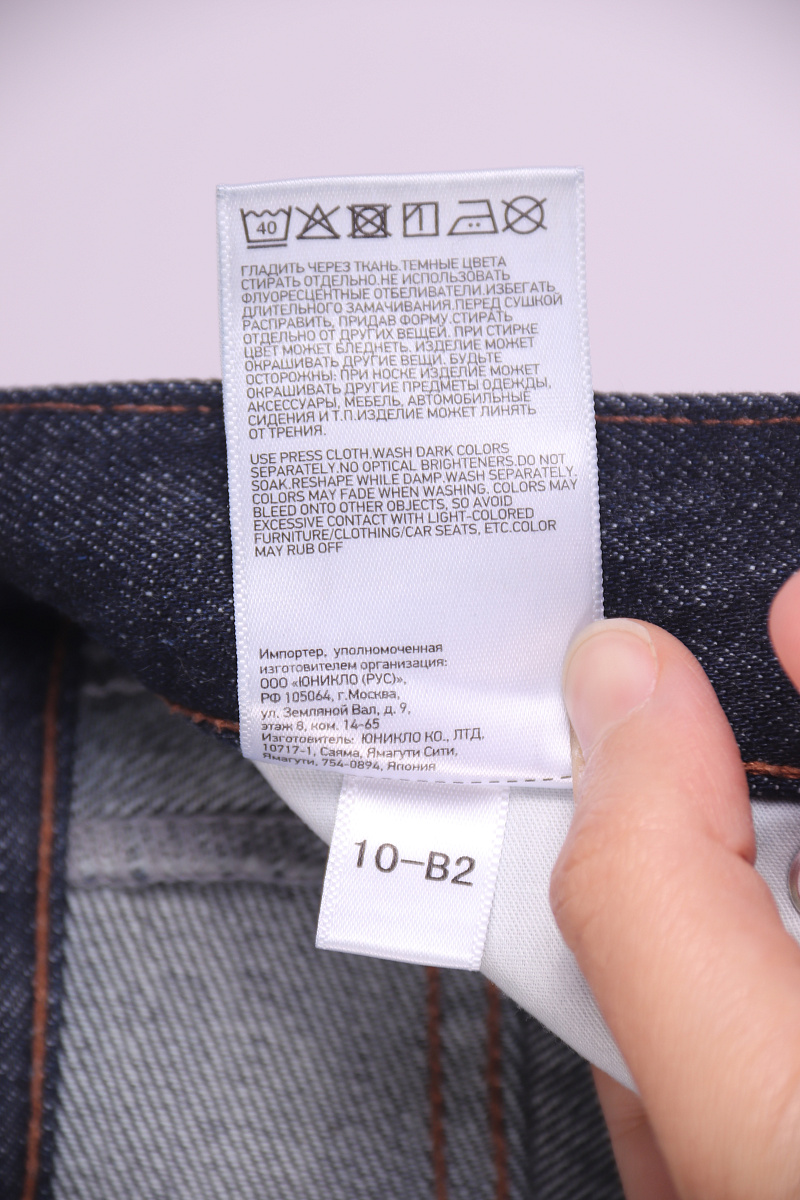 40
ГЛАДИТЬ ЧЕРЕЗ ТКАНЬ.ТЕМНЫЕ ЦВЕТА
СТИРАТЬ ОТДЕЛЬНО.НЕ ИСПОЛЬЗОВАТЬ
ФЛУОРЕСЦЕНТНЫЕ ОТБЕЛИВАТЕЛИ.ИЗБЕГАТЬ
ДЛИТЕЛЬНОГО ЗАМАЧИВАНИЯ.ПЕРЕД СУШКОЙ
РАСПРАВИТЬ, ПРИДАВ ФОРМУ.СТИРАТЬ
ОТДЕЛЬНО ОТ ДРУГИХ ВЕЩЕЙ. ПРИ СТИРКЕ
ЦВЕТ МОЖЕТ БЛЕДНЕТЬ. ИЗДЕЛИЕ МОЖЕТ
ОКРАШИВАТЬ ДРУГИЕ ВЕЩИ. БУДЬТЕ
ОСТОРОЖНЫ: ПРИ НОСКЕ ИЗДЕЛИЕ МОЖЕТ
ОКРАШИВАТЬ ДРУГИЕ ПРЕДМЕТЫ ОДЕЖДЫ,
АКСЕССУАРЫ, МЕБЕЛЬ, АВТОМОБИЛЬНЫЕ
СИДЕНИЯ И Т.П.ИЗДЕЛИЕ МОЖЕТ ЛИНЯТЬ
ОТ ТРЕНИЯ.
USE PRESS CLOTH.WASH DARK COLORS
SEPARATELY.NO OPTICAL BRIGHTENERS.DO NOT
SOAK.RESHAPE WHILE DAMP.WASH SEPARATELY.
COLORS MAY FADE WHEN WASHING. COLORS MAY
BLEED ONTO OTHER OBJECTS, SO AVOID
EXCESSIVE CONTACT WITH LIGHT-COLORED
FURNITURE/CLOTHING/CAR SEATS, ETC.COLOR
MAY RUB OFF
Импортер, уполномоченная
изготовителем организация:
ООО «ЮНИКЛО (РУС)»,
РФ 105064, г.Москва,
ул. Земляной Вал, д. 9,
этаж 8, ком. 14-65
Изготовитель: ЮНИКЛО КО., ЛТД.
10717-1, Саяма, Ямагути Сити,
Ямагути, 754-0894, Япония
10-B2